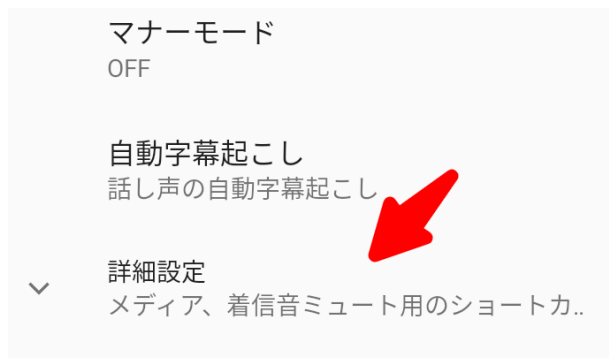 マナーモード
OFF
自動字幕起こし
話し声の自動字幕起こし
詳細設定
メディア、着信音ミュート用のショートカ..